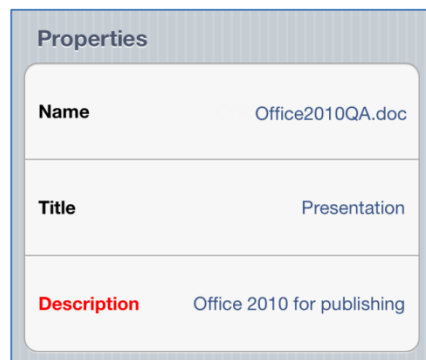 Properties
Name Office2010QA.doc
Title Presentation
Description Office 2010 for publishing